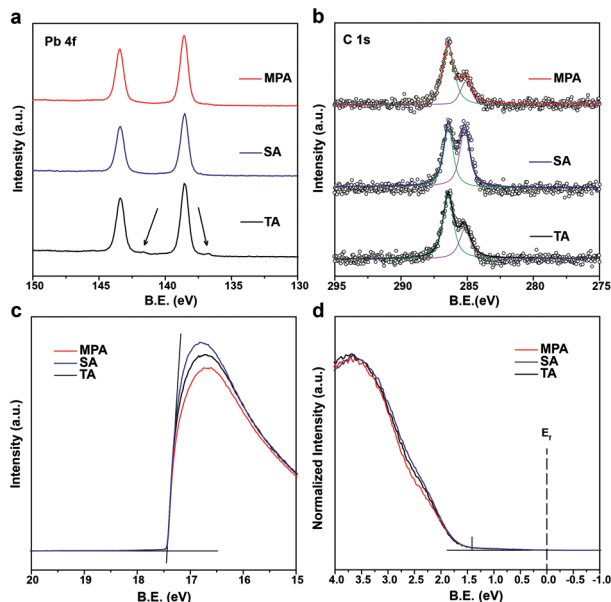 a
Pb 4f
MPA
SA
TA
Intensity (a.u.)
150 145 140 135 130
B.E. (eV)
b
C 1s
MPA
SA
TA
Intensity (a.u.)
295 290 285 280 275
B.E.(eV)
c
MPA
SA
TA
Intensity (a.u.)
20 19 18 17 16 15
B.E. (eV)
d
MPA
SA
TA
E_f
Normalized Intensity (a.u.)
4.0 3.5 3.0 2.5 2.0 1.5 1.0 0.5 0.0 -0.5 -1.0
B.E. (eV)